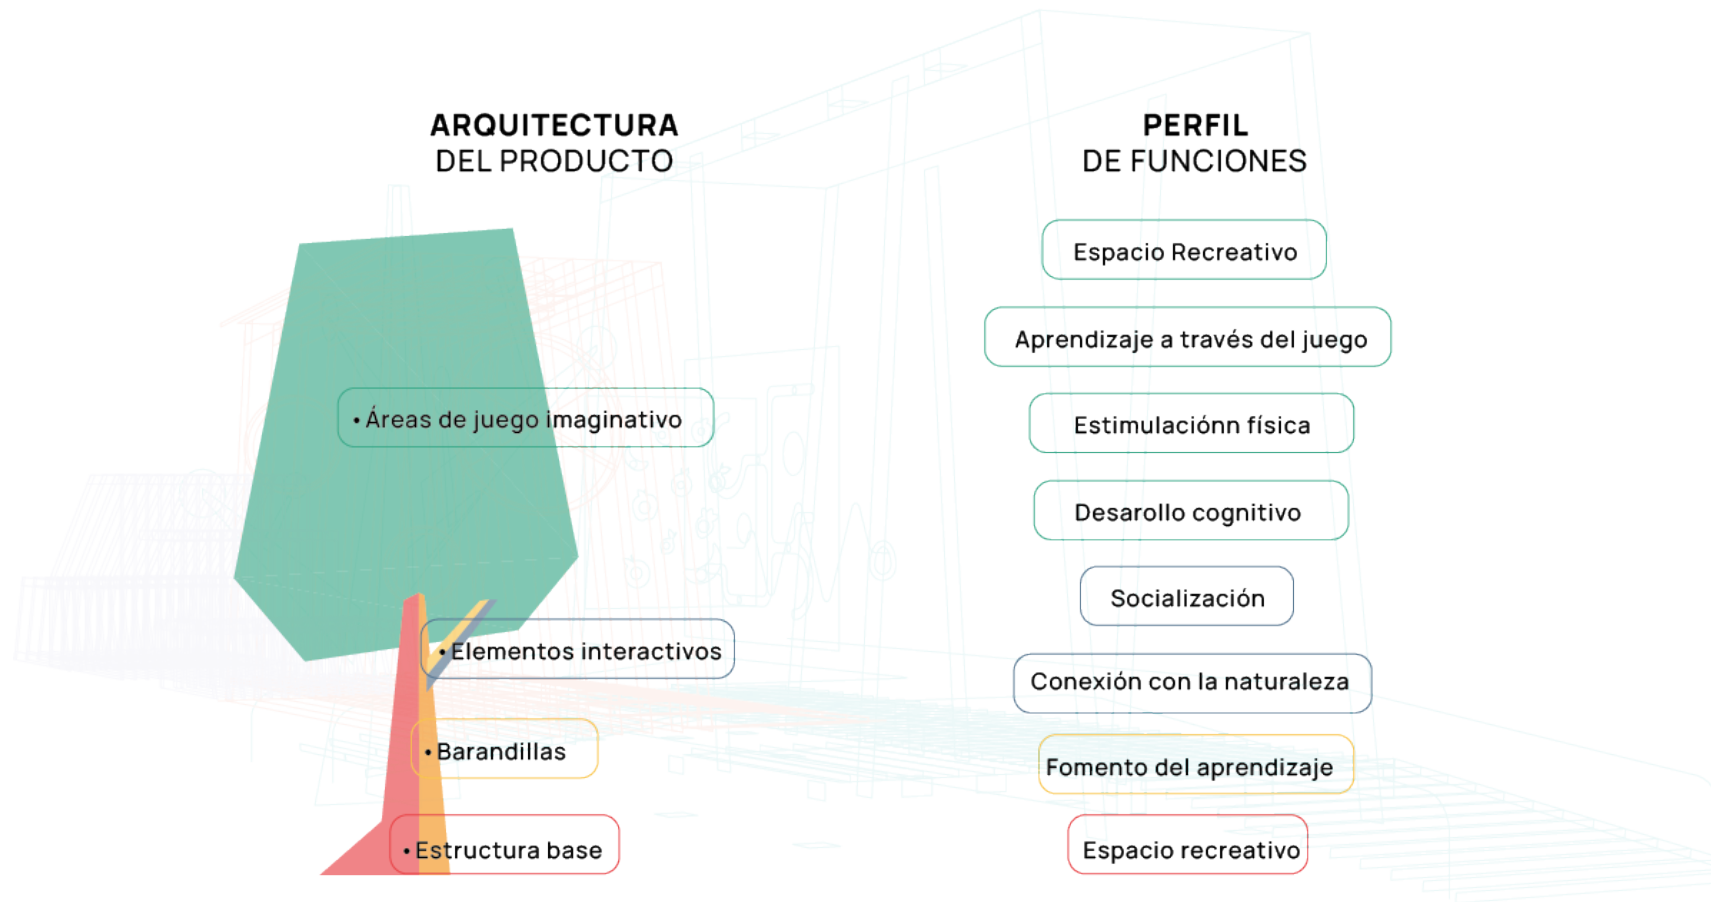 ARQUITECTURA
DEL PRODUCTO
• Áreas de juego imaginativo
• Elementos interactivos
• Barandillas
• Estructura base
PERFIL
DE FUNCIONES
Espacio Recreativo
Aprendizaje a través del juego
Estimulaciónn física
Desarollo cognitivo
Socialización
Conexión con la naturaleza
Fomento del aprendizaje
Espacio recreativo